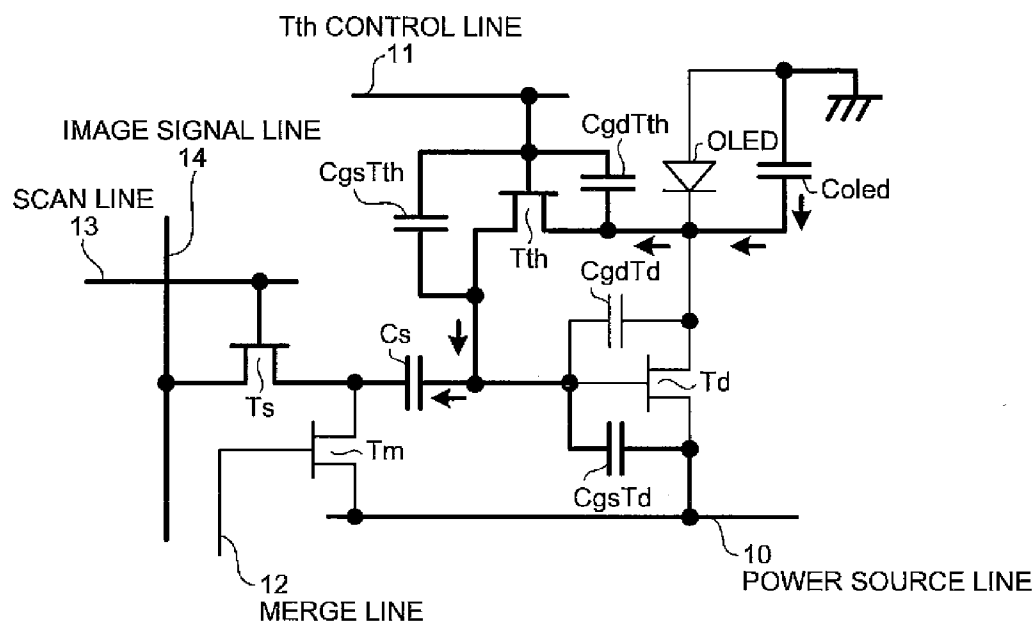 Tth CONTROL LINE
11
IMAGE SIGNAL LINE
14
SCAN LINE
13
CgsTth
CgdTth
OLED
Coled
Tth
CgdTd
Cs
Ts
Td
Tm
CgsTd
10
POWER SOURCE LINE
12
MERGE LINE